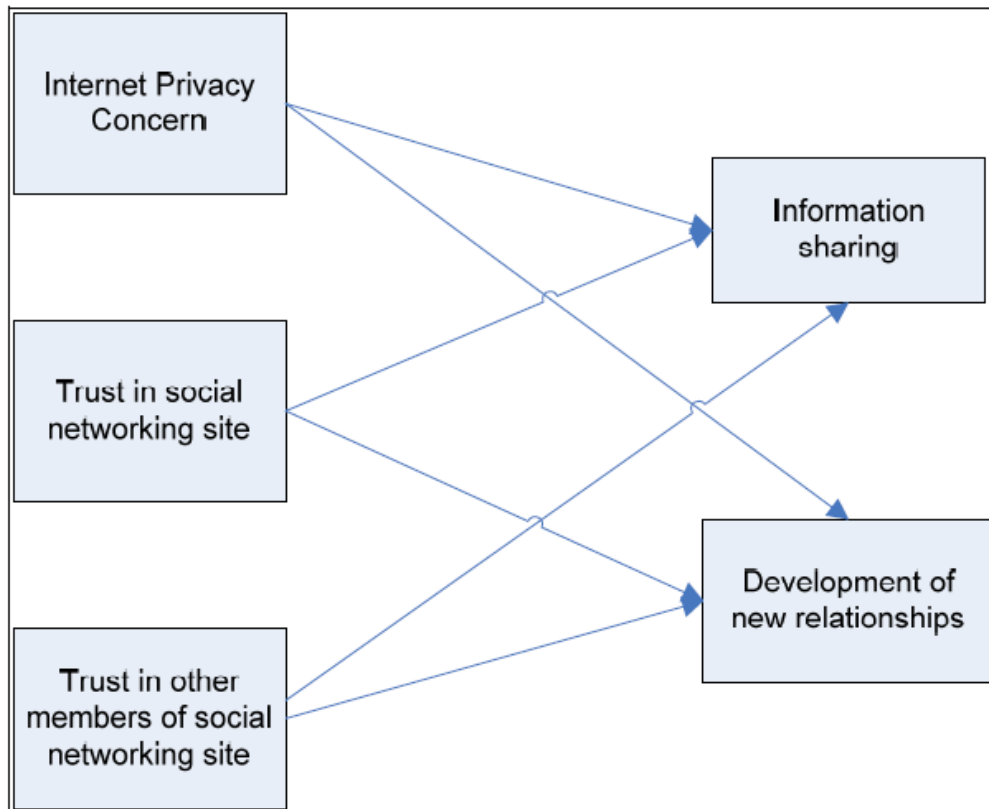 Internet Privacy
Concern
Information
sharing
Trust in social
networking site
Development of
new relationships
Trust in other
members of social
networking site